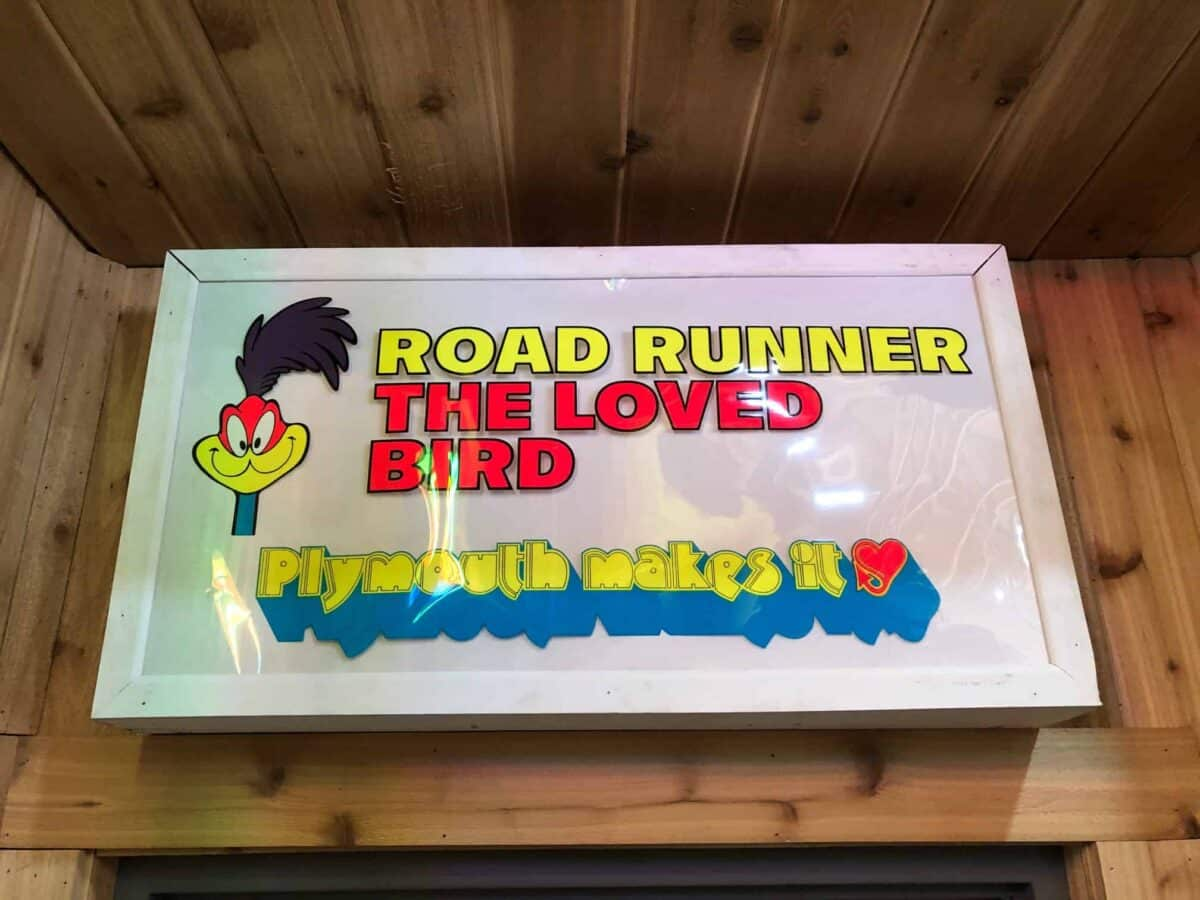 ROAD RUNNER
THE LOVED
BIRD
Plymouth makes it